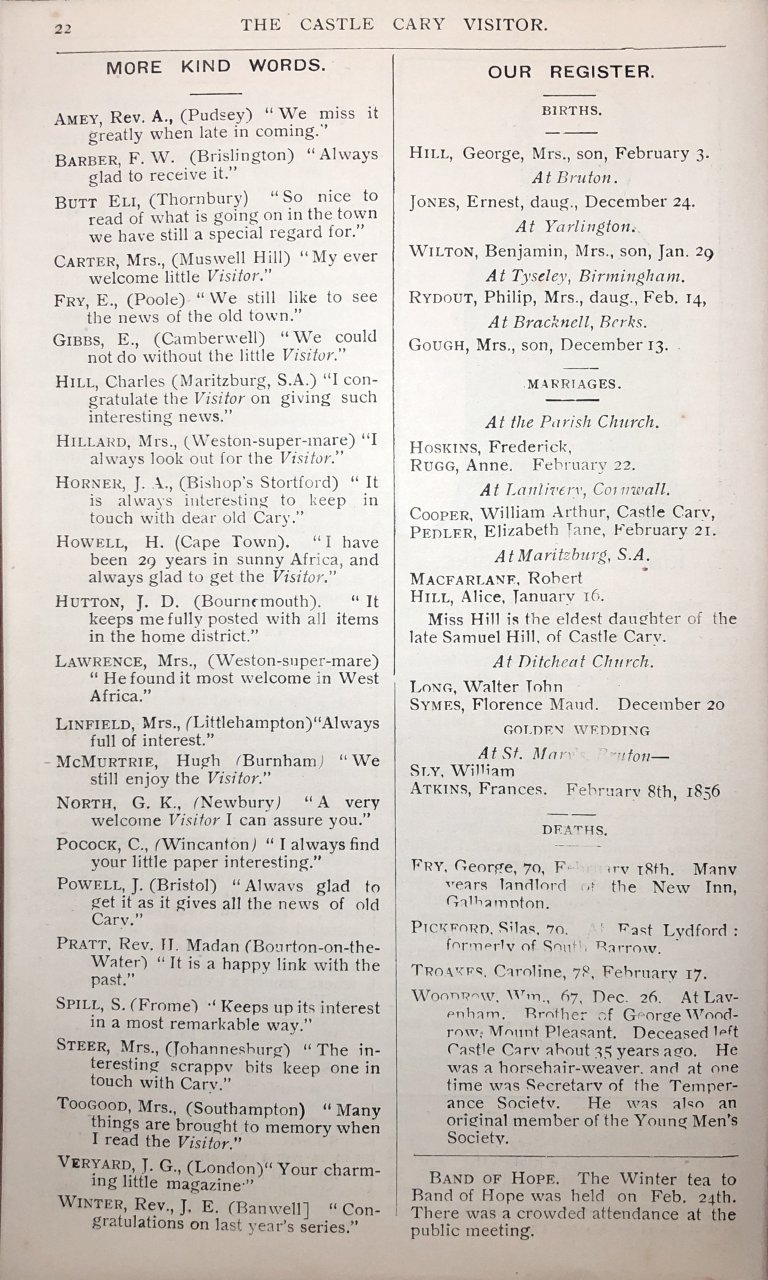 22
THE CASTLE CARY VISITOR.
MORE KIND WORDS.
AMEY, Rev. A., (Pudsey) "We miss it
greatly when late in coming."
BARBER, F. W. (Brislington) "Always
glad to receive it."
BUTT ELI, (Thornbury) "So nice to
read of what is going on in the town
we have still a special regard for."
CARTER, Mrs., (Muswell Hill) "My ever
welcome little Visitor."
FRY, E., (Poole) "We still like to see
the news of the old town."
GIBBS, E., (Camberwell) "We could
not do without the little Visitor."
HILL, Charles (Maritzburg, S.A.) "I con-
gratulate the Visitor on giving such
interesting news."
HILLARD, Mrs., (Weston-super-mare) "I
always look out for the Visitor."
HORNER, J. A., (Bishop's Stortford) "It
is always interesting to keep in
touch with dear old Cary."
HOWELL, H. (Cape Town). "I have
been 29 years in sunny Africa, and
always glad to get the Visitor."
HUTTON, J. D. (Bournemouth). "It
keeps me fully posted with all items
in the home district."
LAWRENCE, Mrs., (Weston-super-mare)
"He found it most welcome in West
Africa."
LINFIELD, Mrs., (Littlehampton) "Always
full of interest."
McMURTRIE, Hugh (Burnham) "We
still enjoy the Visitor."
NORTH, G. K., (Newbury) "A very
welcome Visitor I can assure you."
POCOCK, C., (Wincanton) "I always find
your little paper interesting."
POWELL, J. (Bristol) "Always glad to
get it as it gives all the news of old
Cary."
PRATT, Rev. H. Madan (Bourton-on-the-
Water) "It is a happy link with the
past."
SPILL, S. (Frome) "Keeps up its interest
in a most remarkable way."
STEER, Mrs., (Johannesburg) "The in-
teresting scrappy bits keep one in
touch with Cary."
TOOGOOD, Mrs., (Southampton) "Many
things are brought to memory when
I read the Visitor."
VERYARD, J. G., (London) "Your charm-
ing little magazine."
WINTER, Rev., J. E. (Banwell] "Con-
gratulations on last year's series."
OUR REGISTER.
BIRTHS.
HILL, George, Mrs., son, February 3.
At Bruton.
JONES, Ernest, daug., December 24.
At Yarlington.
WILTON, Benjamin, Mrs., son, Jan. 29
At Tyseley, Birmingham.
RYDOUT, Philip, Mrs., daug., Feb. 14,
At Bracknell, Berks.
GOUGH, Mrs., son, December 13.
MARRIAGES.
At the Parish Church.
HOSKINS, Frederick,
RUGG, Anne. February 22.
At Lanlivery, Cornwall.
COOPER, William Arthur, Castle Cary,
PEDLER, Elizabeth Jane, February 21.
At Maritzburg, S.A.
MACFARLANE, Robert
HILL, Alice, January 16.
Miss Hill is the eldest daughter of the
late Samuel Hill, of Castle Cary.
At Ditcheat Church.
LONG, Walter John
SYMES, Florence Maud. December 20
GOLDEN WEDDING
At St. Mary's Bruton—
SLY, William
ATKINS, Frances. February 8th, 1856
DEATHS.
FRY, George, 70, February 18th. Many
years landlord of the New Inn,
Galhampton.
PICKFORD, Silas, 70. At East Lydford :
formerly of South Barrow.
TROAKES, Caroline, 78, February 17.
WOODROW, Wm., 67, Dec. 26. At Lav-
enham. Brother of George Wood-
row, Mount Pleasant. Deceased left
Castle Cary about 35 years ago. He
was a horsehair-weaver, and at one
time was Secretary of the Temper-
ance Society. He was also an
original member of the Young Men's
Society.
BAND OF HOPE. The Winter tea to
Band of Hope was held on Feb. 24th.
There was a crowded attendance at the
public meeting.